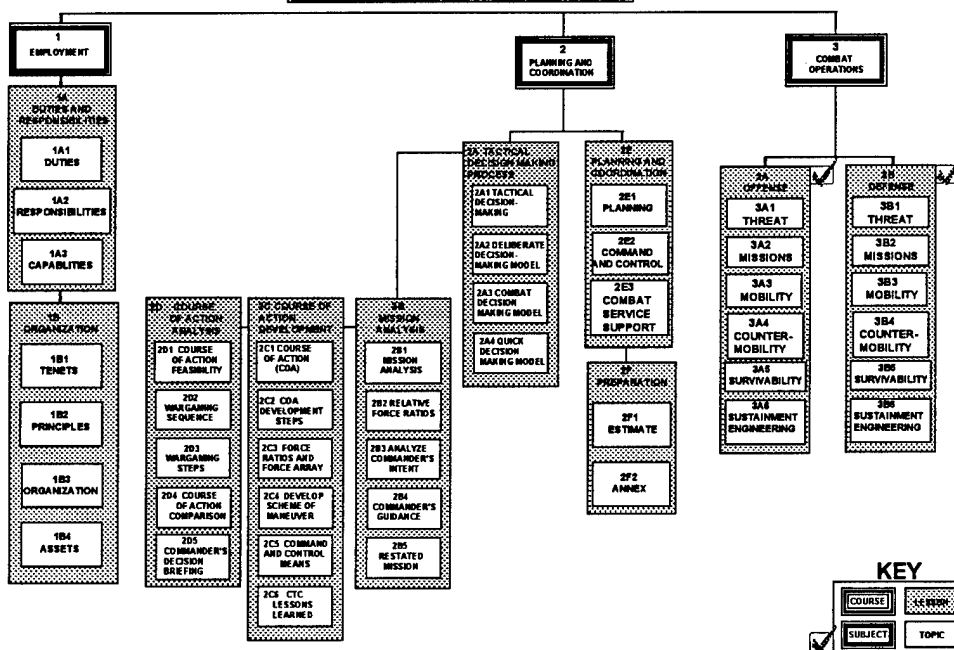 1
EMPLOYMENT
2
PLANNING AND
COORDINATION
3
COMBAT
OPERATIONS
1A
DUTIES AND
RESPONSIBILITIES
1A1
DUTIES
1A2
RESPONSIBILITIES
1A3
CAPABLITIES
1B
ORGANIZATION
1B1
TENETS
1B2
PRINCIPLES
1B3
ORGANIZATION
1B4
ASSETS
2D COURSE
OF ACTION
ANALYSIS
2D1 COURSE
OF ACTION
FEASIBILITY
2D2
WARGAMING
SEQUENCE
2D3
WARGAMING
STEPS
2D4 COURSE
OF ACTION
COMPARISON
2D5
COMMANDER'S
DECISION
BRIEFING
2C COURSE OF
ACTION
DEVELOPMENT
2C1 COURSE
OF ACTION
(COA)
2C2 COA
DEVELOPMENT
STEPS
2C3 FORCE
RATIOS AND
FORCE ARRAY
2C4 DEVELOP
SCHEME OF
MANEUVER
2C5 COMMAND
AND CONTROL
MEANS
2C6 CTC
LESSONS
LEARNED
2B
MISSION
ANALYSIS
2B1
MISSION
ANALYSIS
2B2 RELATIVE
FORCE RATIOS
2B3 ANALYZE
COMMANDER'S
INTENT
2B4
COMMANDER'S
GUIDANCE
2B5
RESTATED
MISSION
2A TACTICAL
DECISION MAKING
PROCESS
2A1 TACTICAL
DECISION-
MAKING
2A2 DELIBERATE
DECISION-
MAKING MODEL
2A3 COMBAT
DECISION
MAKING MODEL
2A4 QUICK
DECISION
MAKING MODEL
2E
PLANNING AND
COORDINATION
2E1
PLANNING
2E2
COMMAND
AND CONTROL
2E3
COMBAT
SERVICE
SUPPORT
2F
PREPARATION
2F1
ESTIMATE
2F2
ANNEX
3A
OFFENSE
3A1
THREAT
3A2
MISSIONS
3A3
MOBILITY
3A4
COUNTER-
MOBILITY
3A5
SURVIVABILITY
3A6
SUSTAINMENT
ENGINEERING
3B
DEFENSE
3B1
THREAT
3B2
MISSIONS
3B3
MOBILITY
3B4
COUNTER-
MOBILITY
3B5
SURVIVABILITY
3B6
SUSTAINMENT
ENGINEERING
KEY
COURSE
LESSON
SUBJECT
TOPIC